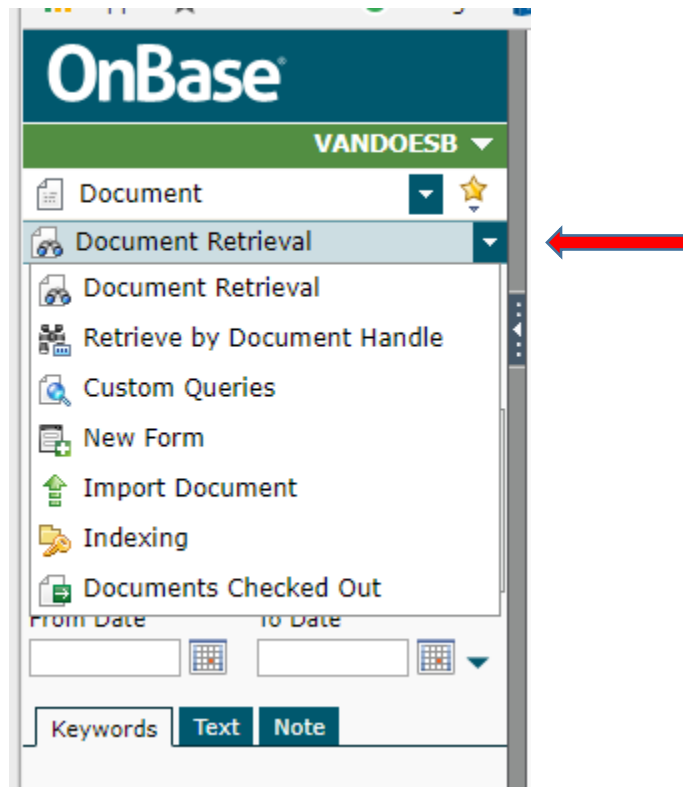 OnBase
VANDOESB
Document
Document Retrieval
Document Retrieval
Retrieve by Document Handle
Custom Queries
New Form
Import Document
Indexing
Documents Checked Out
From Date To Date
Keywords Text Note